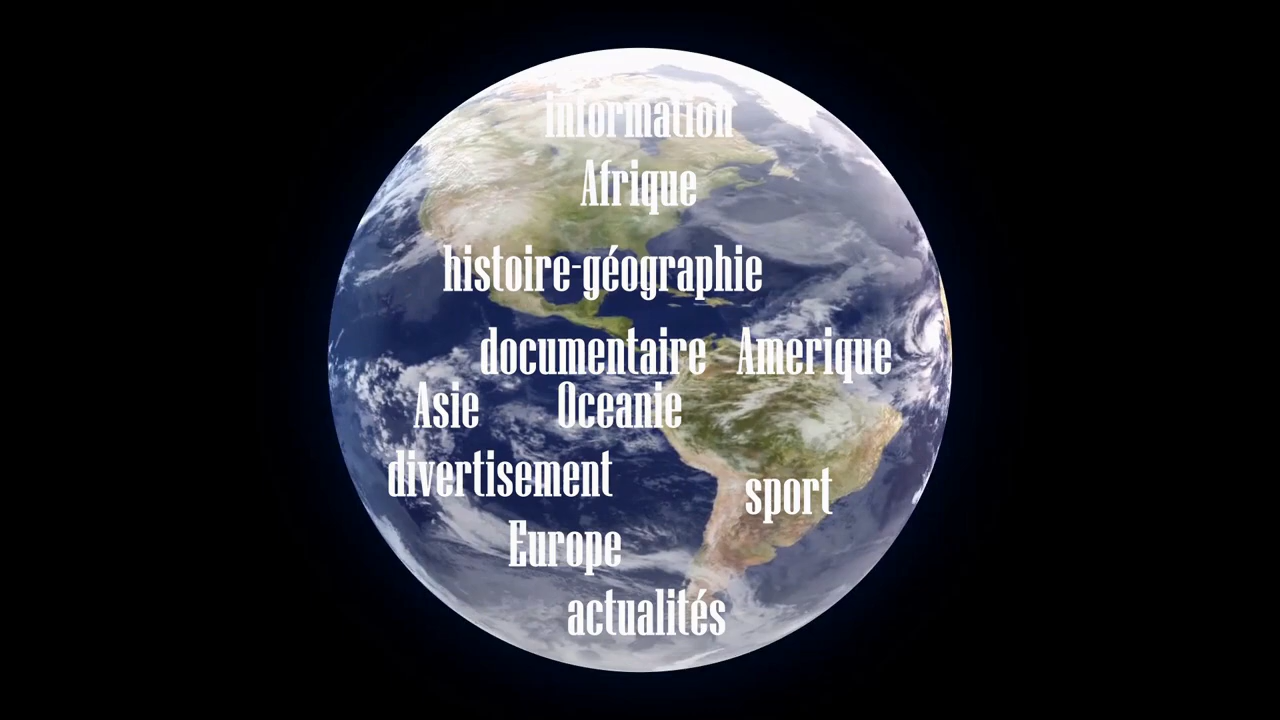 information
Afrique
histoire-géographie
documentaire Amerique
Asie Oceanie
divertisement
sport
Europe
actualités